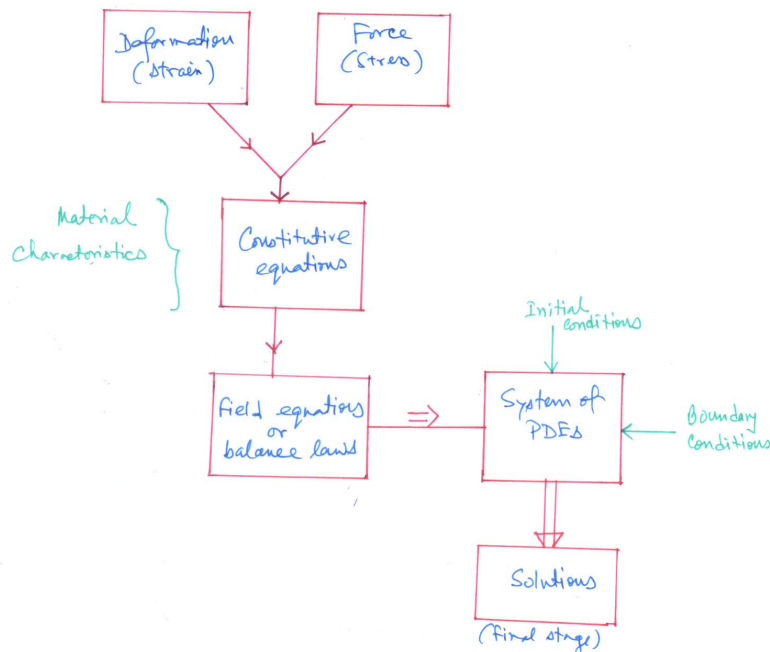 Deformation
(strain)
Force
(Stress)
Material
Characteristics
Constitutive
equations
Initial
conditions
Field equations
or
balance laws
⇒
System of
PDEs
Boundary
Conditions
Solutions
(final stage)